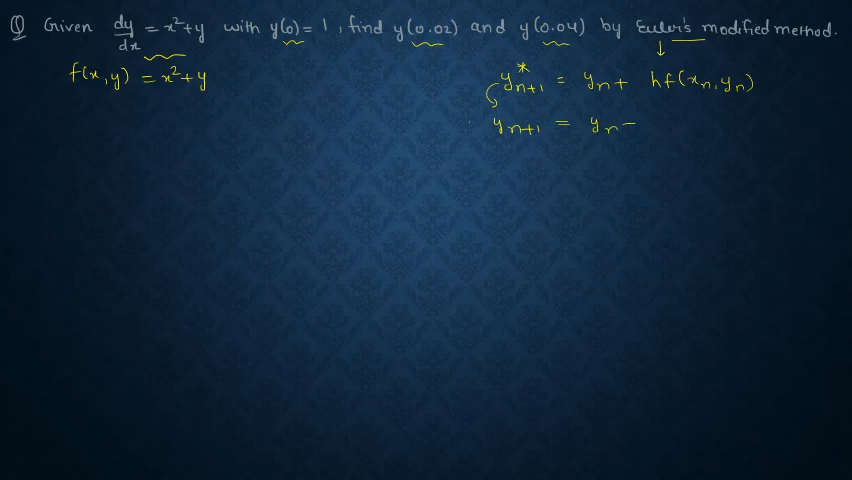 Q Given dy/dx = x²+y with y(0)=1, find y(0.02) and y(0.04) by Euler's modified method.
f(x,y) = x²+y
y*n+1 = yn + hf(xn, yn)
yn+1 = yn −